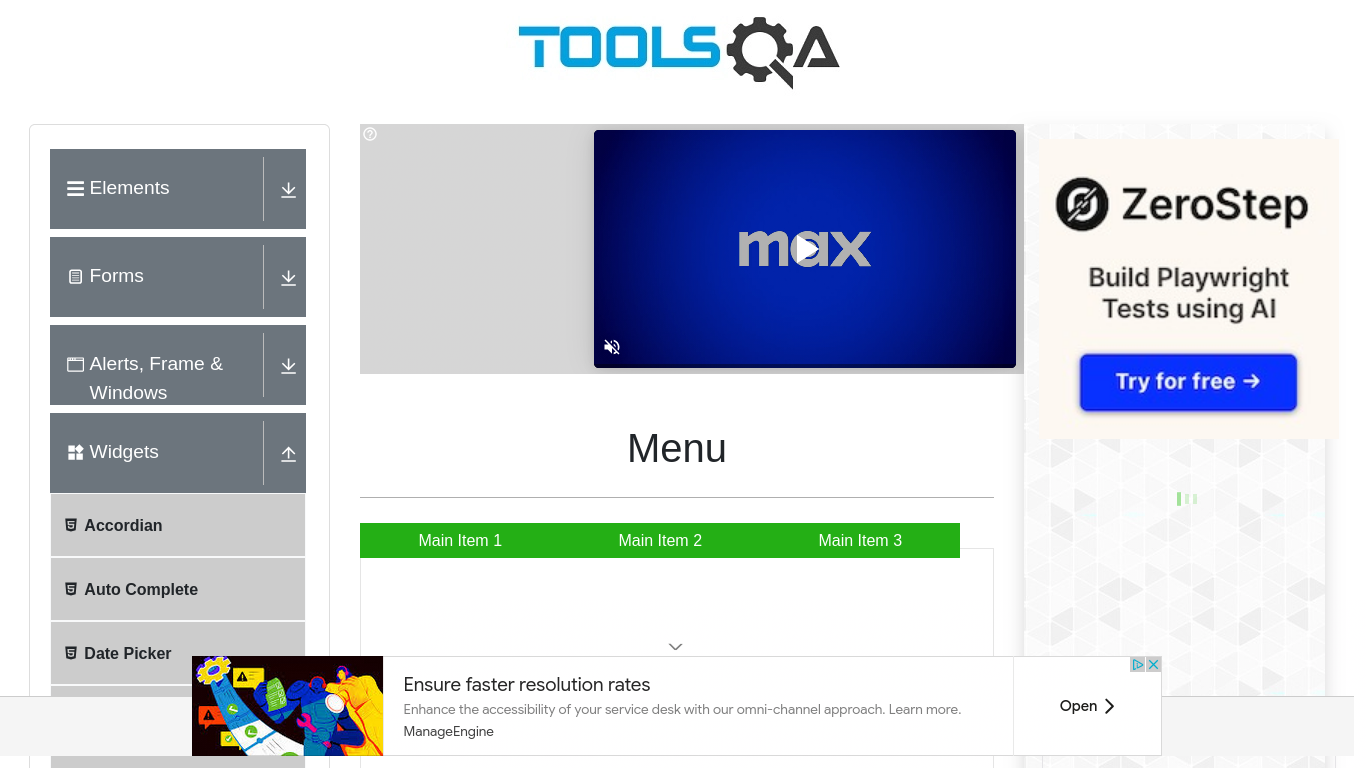 TOOLSQA
Elements
Forms
Alerts, Frame &
Windows
Widgets
Accordian
Auto Complete
Date Picker
max
ZeroStep
Build Playwright
Tests using AI
Try for free →
Menu
Main Item 1
Main Item 2
Main Item 3
Ensure faster resolution rates
Enhance the accessibility of your service desk with our omni-channel approach. Learn more.
ManageEngine
Open